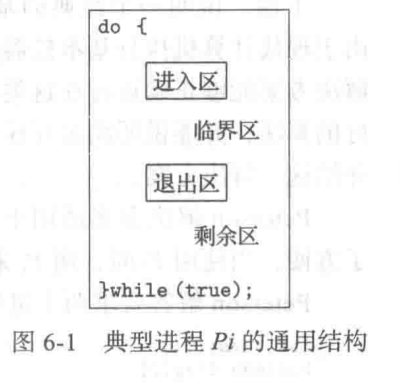 do {
进入区
临界区
退出区
剩余区
}while (true);
图 6-1 典型进程 Pi 的通用结构